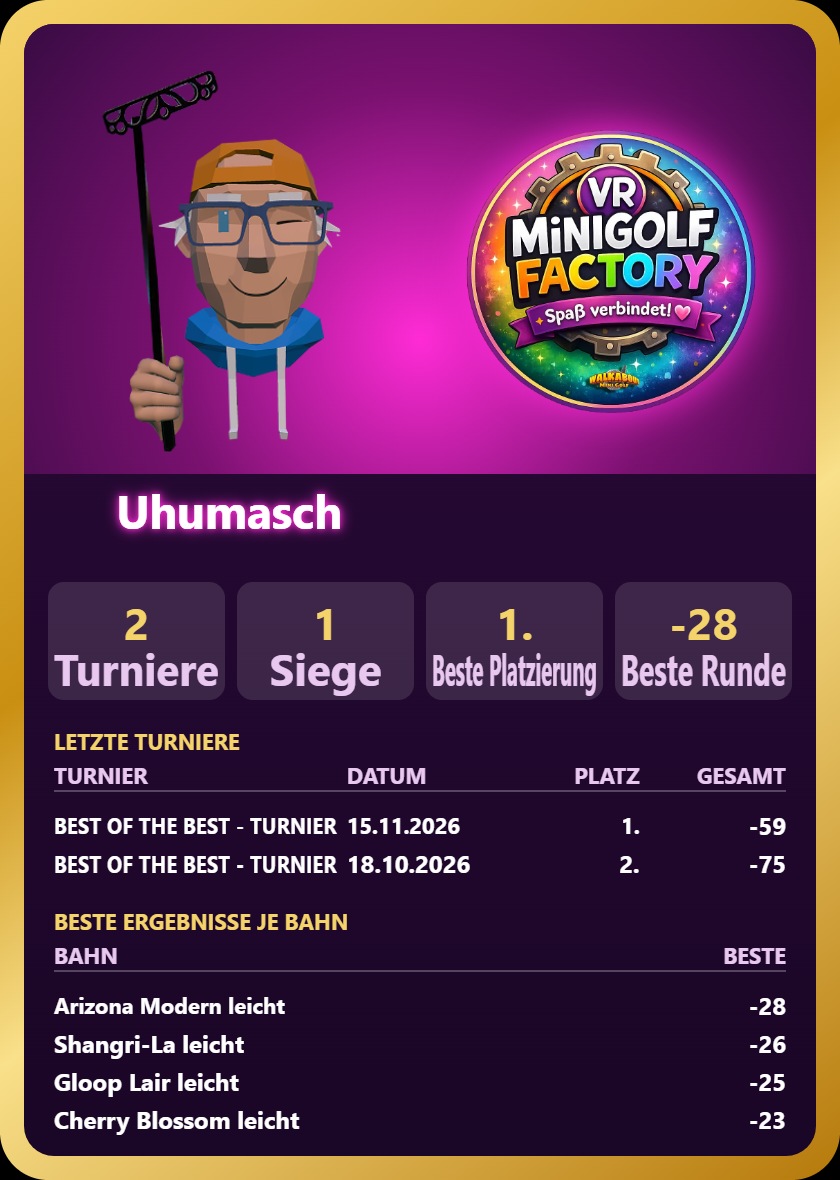 VR
MiNIGOLF
FACTORY
Spaß verbindet!
WALKABOUT
MINI GOLF
Uhumasch
2
Turniere
1
Siege
1.
Beste Platzierung
-28
Beste Runde
LETZTE TURNIERE
TURNIER DATUM PLATZ GESAMT
BEST OF THE BEST - TURNIER 15.11.2026 1. -59
BEST OF THE BEST - TURNIER 18.10.2026 2. -75
BESTE ERGEBNISSE JE BAHN
BAHN BESTE
Arizona Modern leicht -28
Shangri-La leicht -26
Gloop Lair leicht -25
Cherry Blossom leicht -23